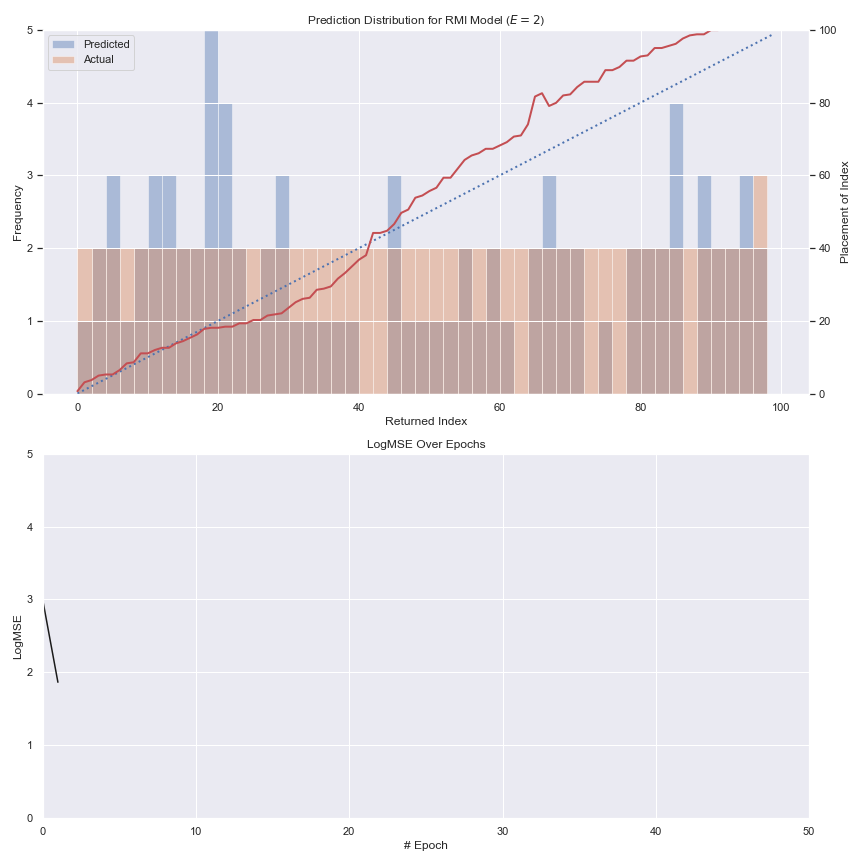 Prediction Distribution for RMI Model (E = 2)
Predicted
Actual
Frequency
5
4
3
2
1
0
100
80
60
40
20
0
Placement of Index
0 20 40 60 80 100
Returned Index
LogMSE Over Epochs
LogMSE
5
4
3
2
1
0
0 10 20 30 40 50
# Epoch